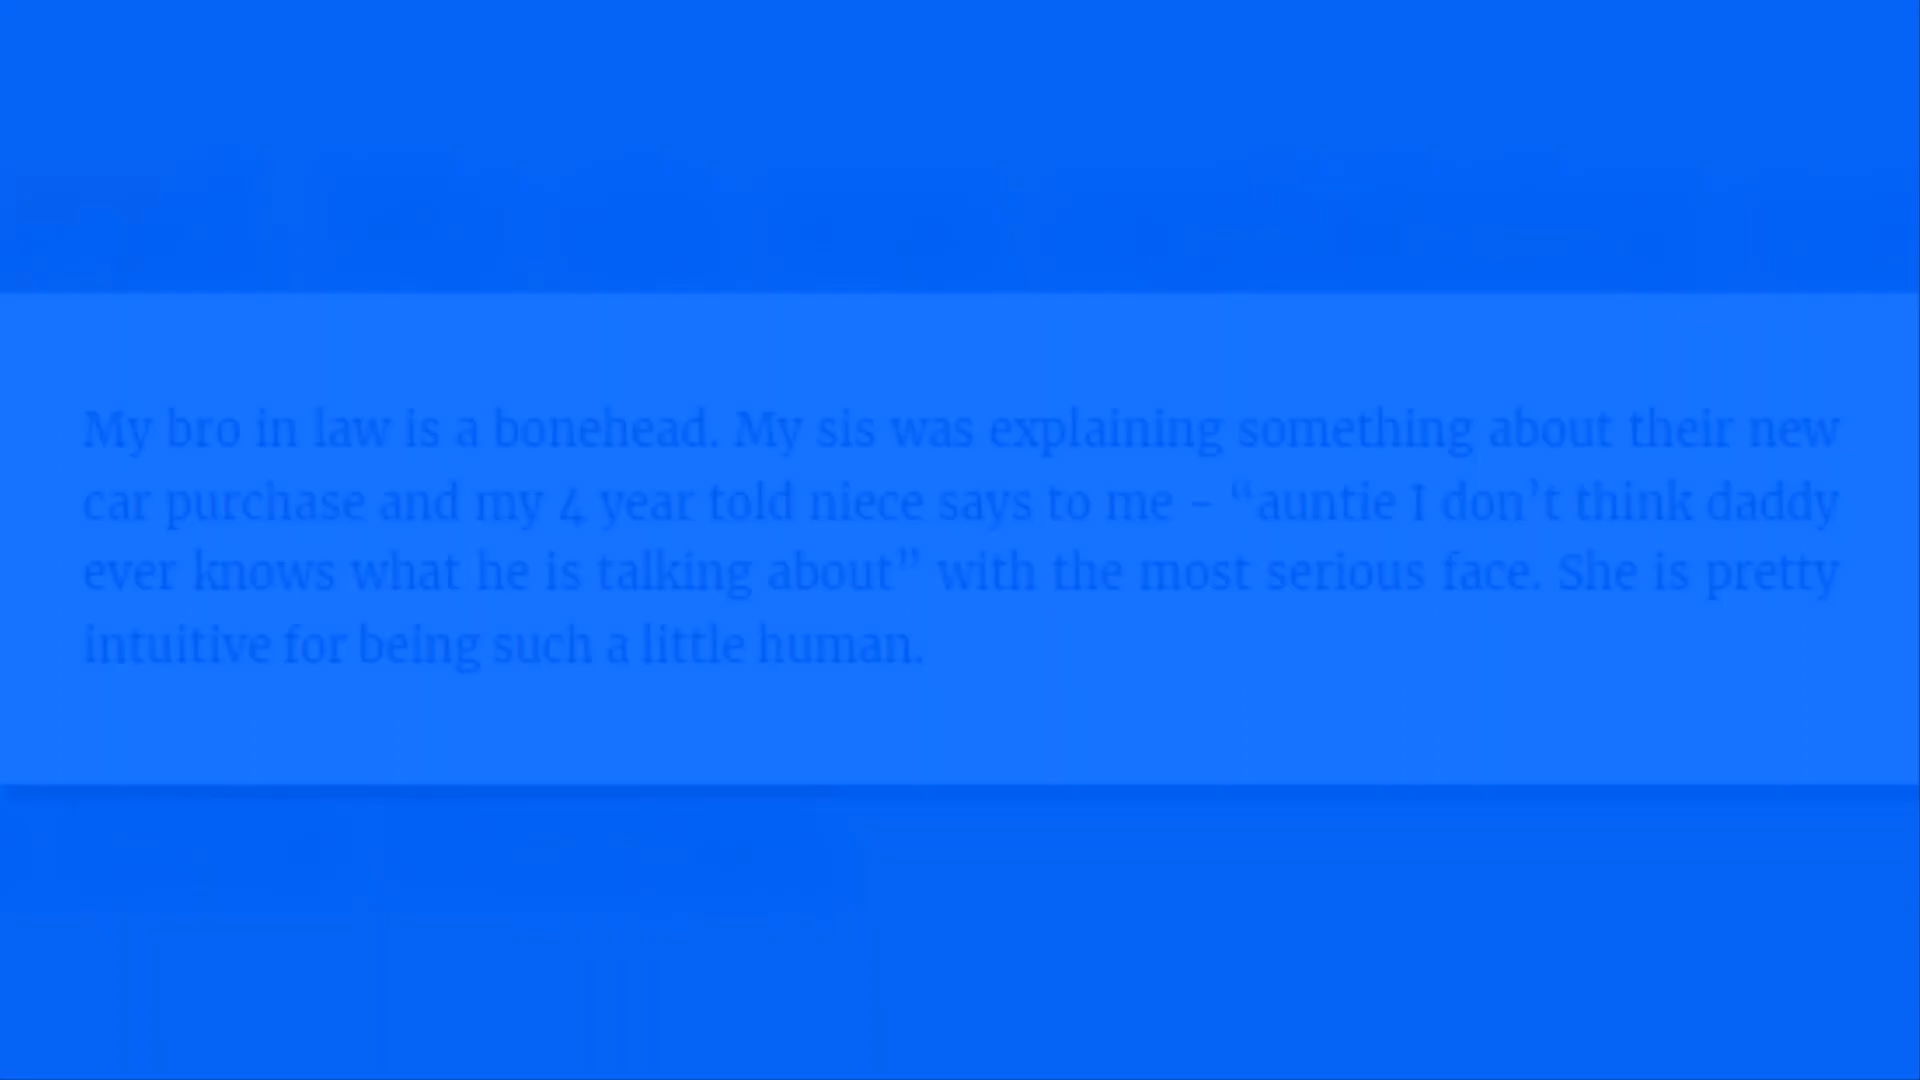 My bro in law is a bonehead. My sis was explaining something about their new
car purchase and my 4 year told niece says to me - “auntie I don’t think daddy
ever knows what he is talking about” with the most serious face. She is pretty
intuitive for being such a little human.